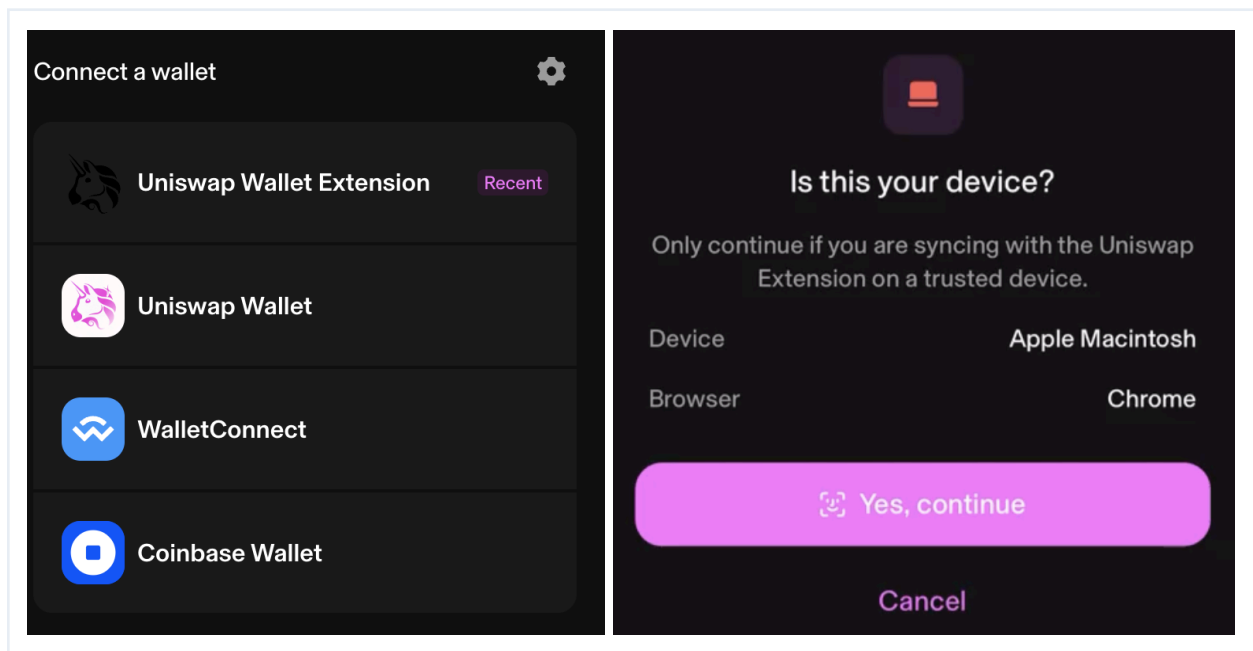 Connect a wallet
Uniswap Wallet Extension
Recent
Uniswap Wallet
WalletConnect
Coinbase Wallet
Is this your device?
Only continue if you are syncing with the Uniswap
Extension on a trusted device.
Device
Apple Macintosh
Browser
Chrome
Yes, continue
Cancel